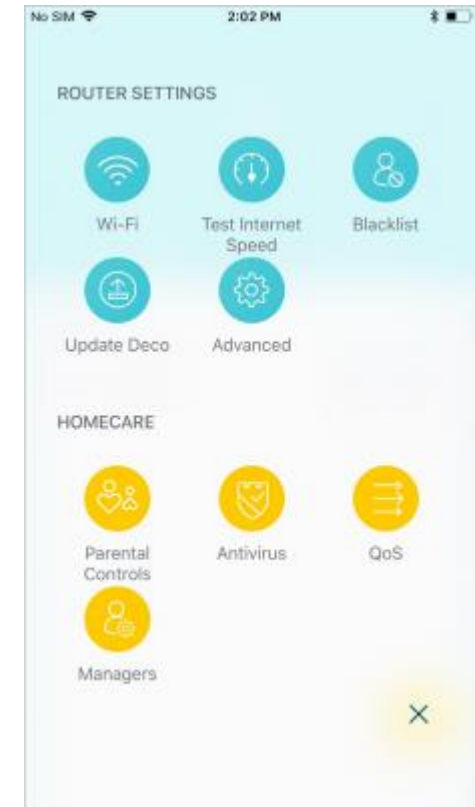 No SIM 2:02 PM
ROUTER SETTINGS
Wi-Fi Test Internet Blacklist
Speed
Update Deco Advanced
HOMECARE
Parental Antivirus QoS
Controls
Managers